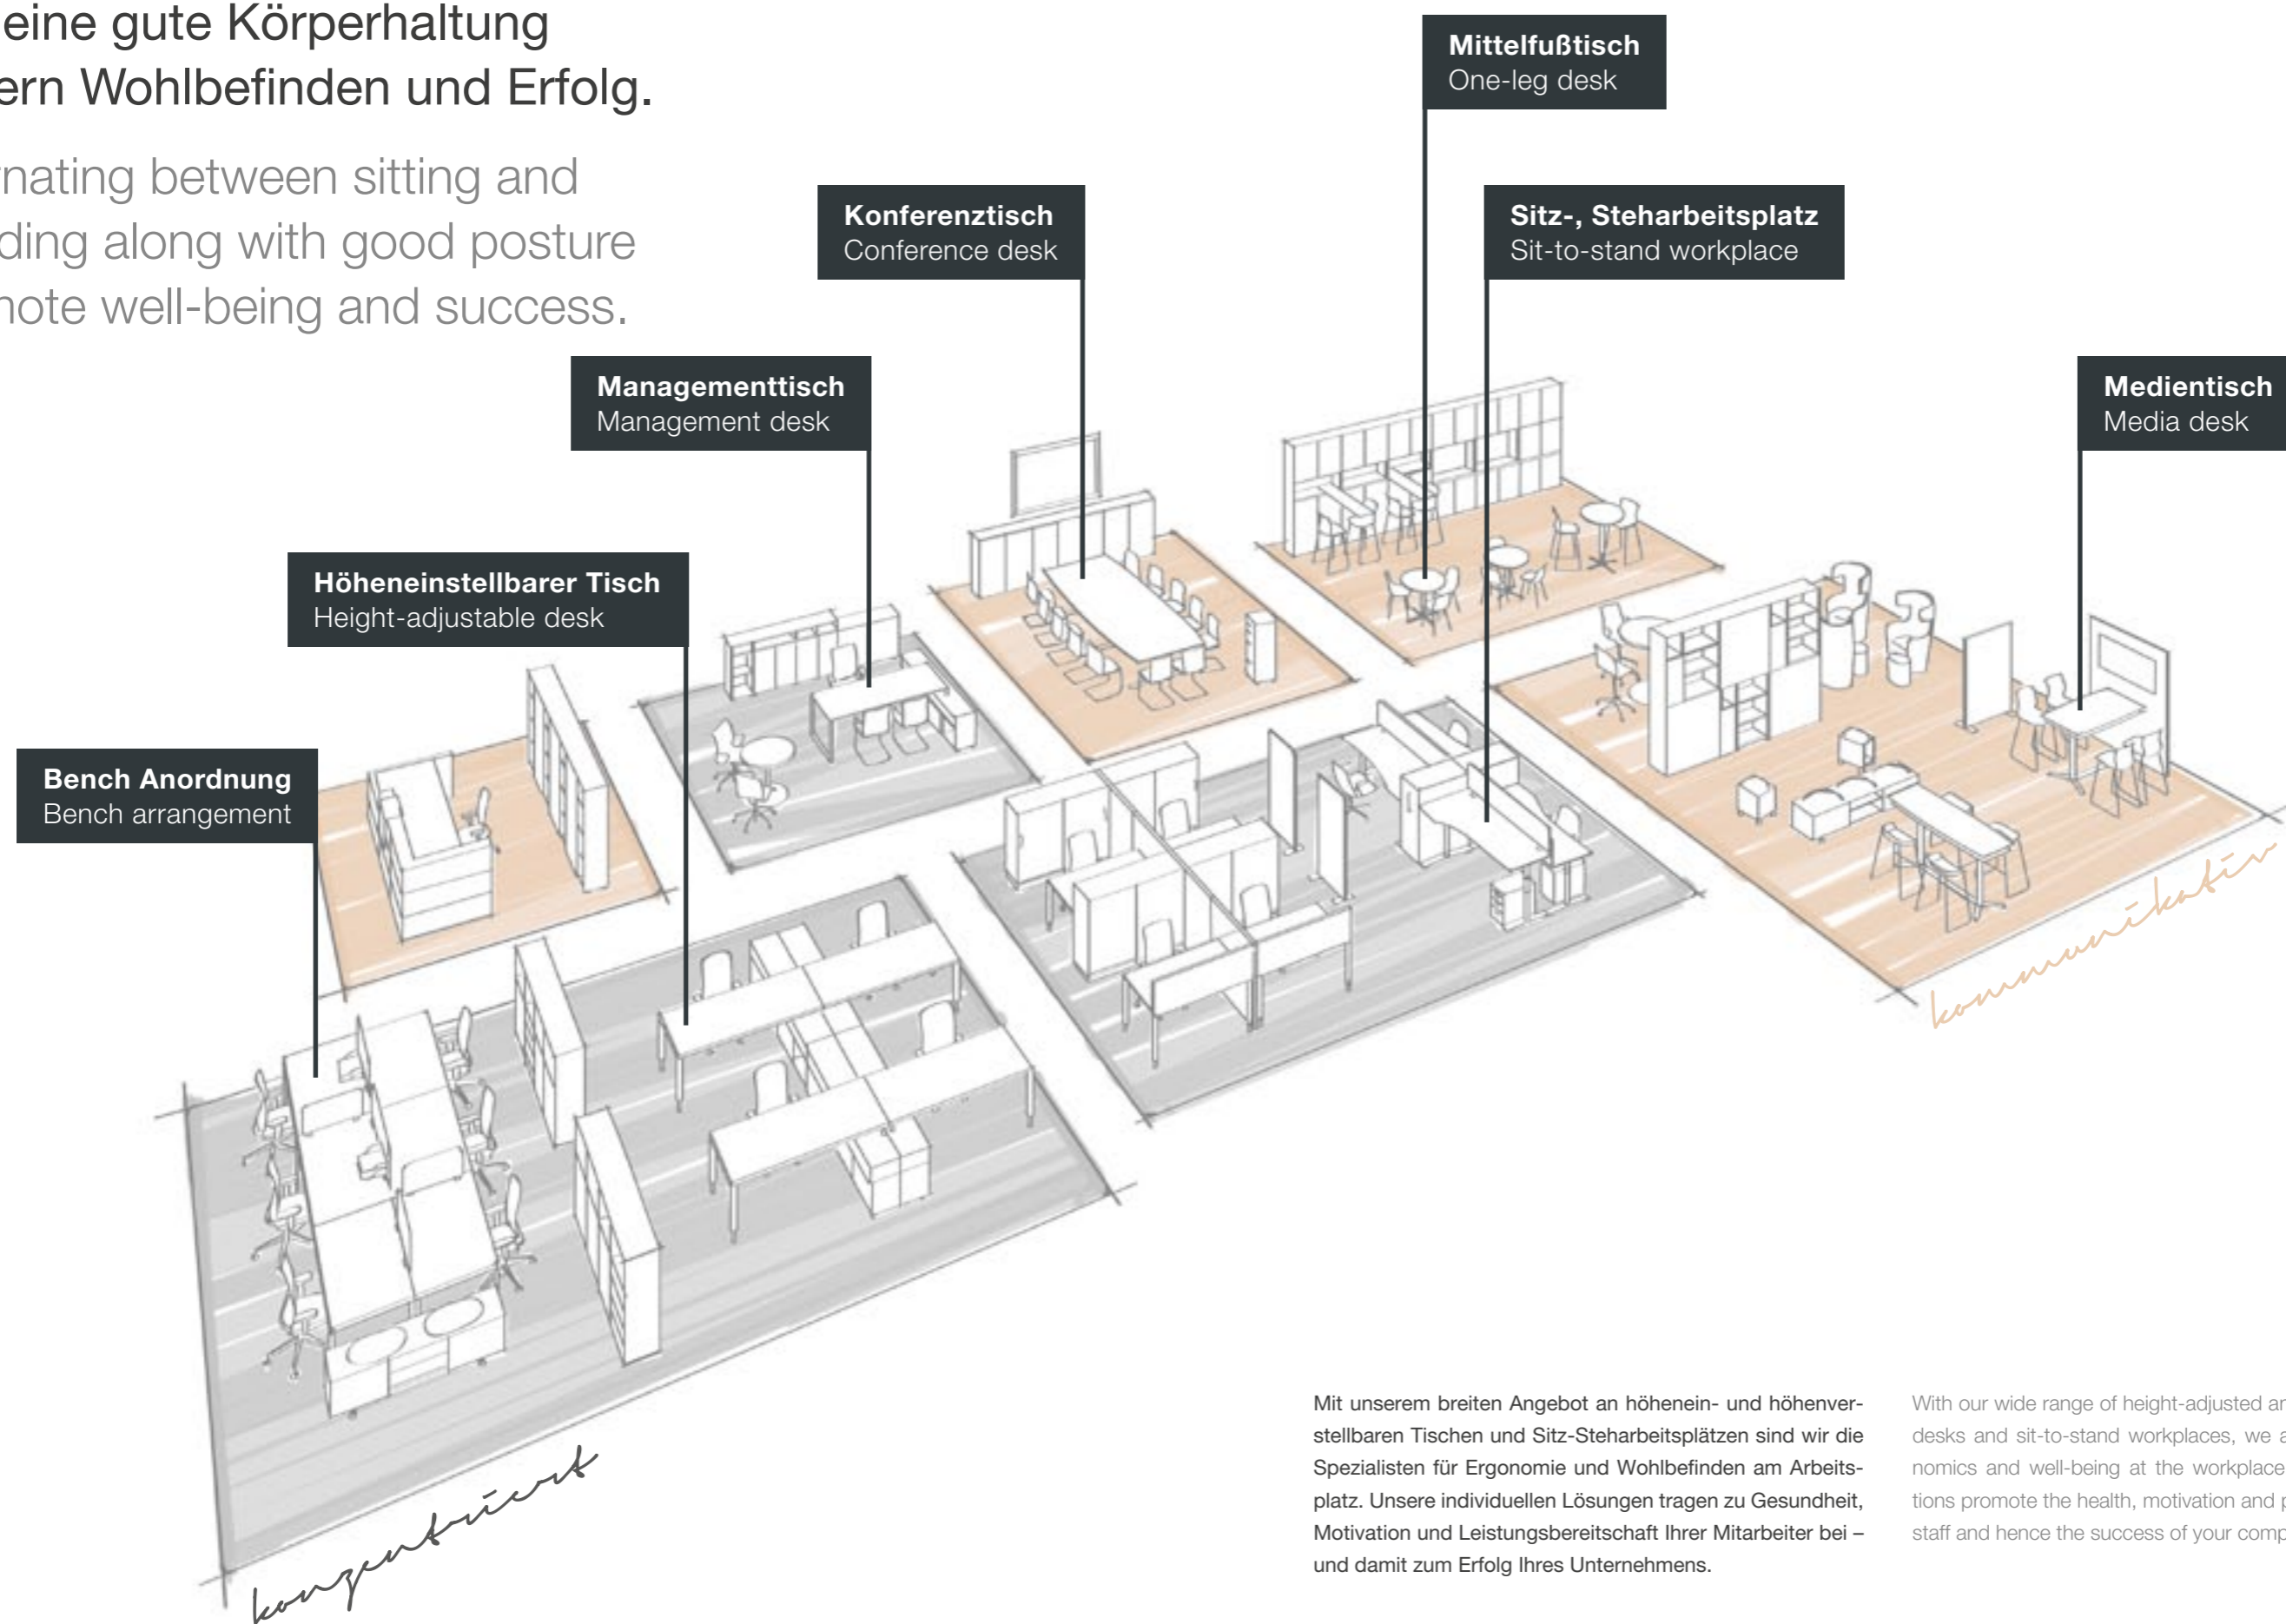 eine gute Körperhaltung
ern Wohlbefinden und Erfolg.
rnating between sitting and
ding along with good posture
mote well-being and success.
Mittelfußtisch
One-leg desk
Konferenztisch
Conference desk
Sitz-, Steharbeitsplatz
Sit-to-stand workplace
Managementtisch
Management desk
Medientisch
Media desk
Höheneinstellbarer Tisch
Height-adjustable desk
Bench Anordnung
Bench arrangement
kommunikativ
konzentriert
Mit unserem breiten Angebot an höhenein- und höhenver-
stellbaren Tischen und Sitz-Steharbeitsplätzen sind wir die
Spezialisten für Ergonomie und Wohlbefinden am Arbeits-
platz. Unsere individuellen Lösungen tragen zu Gesundheit,
Motivation und Leistungsbereitschaft Ihrer Mitarbeiter bei –
und damit zum Erfolg Ihres Unternehmens.
With our wide range of height-adjusted
desks and sit-to-stand workplaces, we
nomics and well-being at the workplace
tions promote the health, motivation and
staff and hence the success of your comp